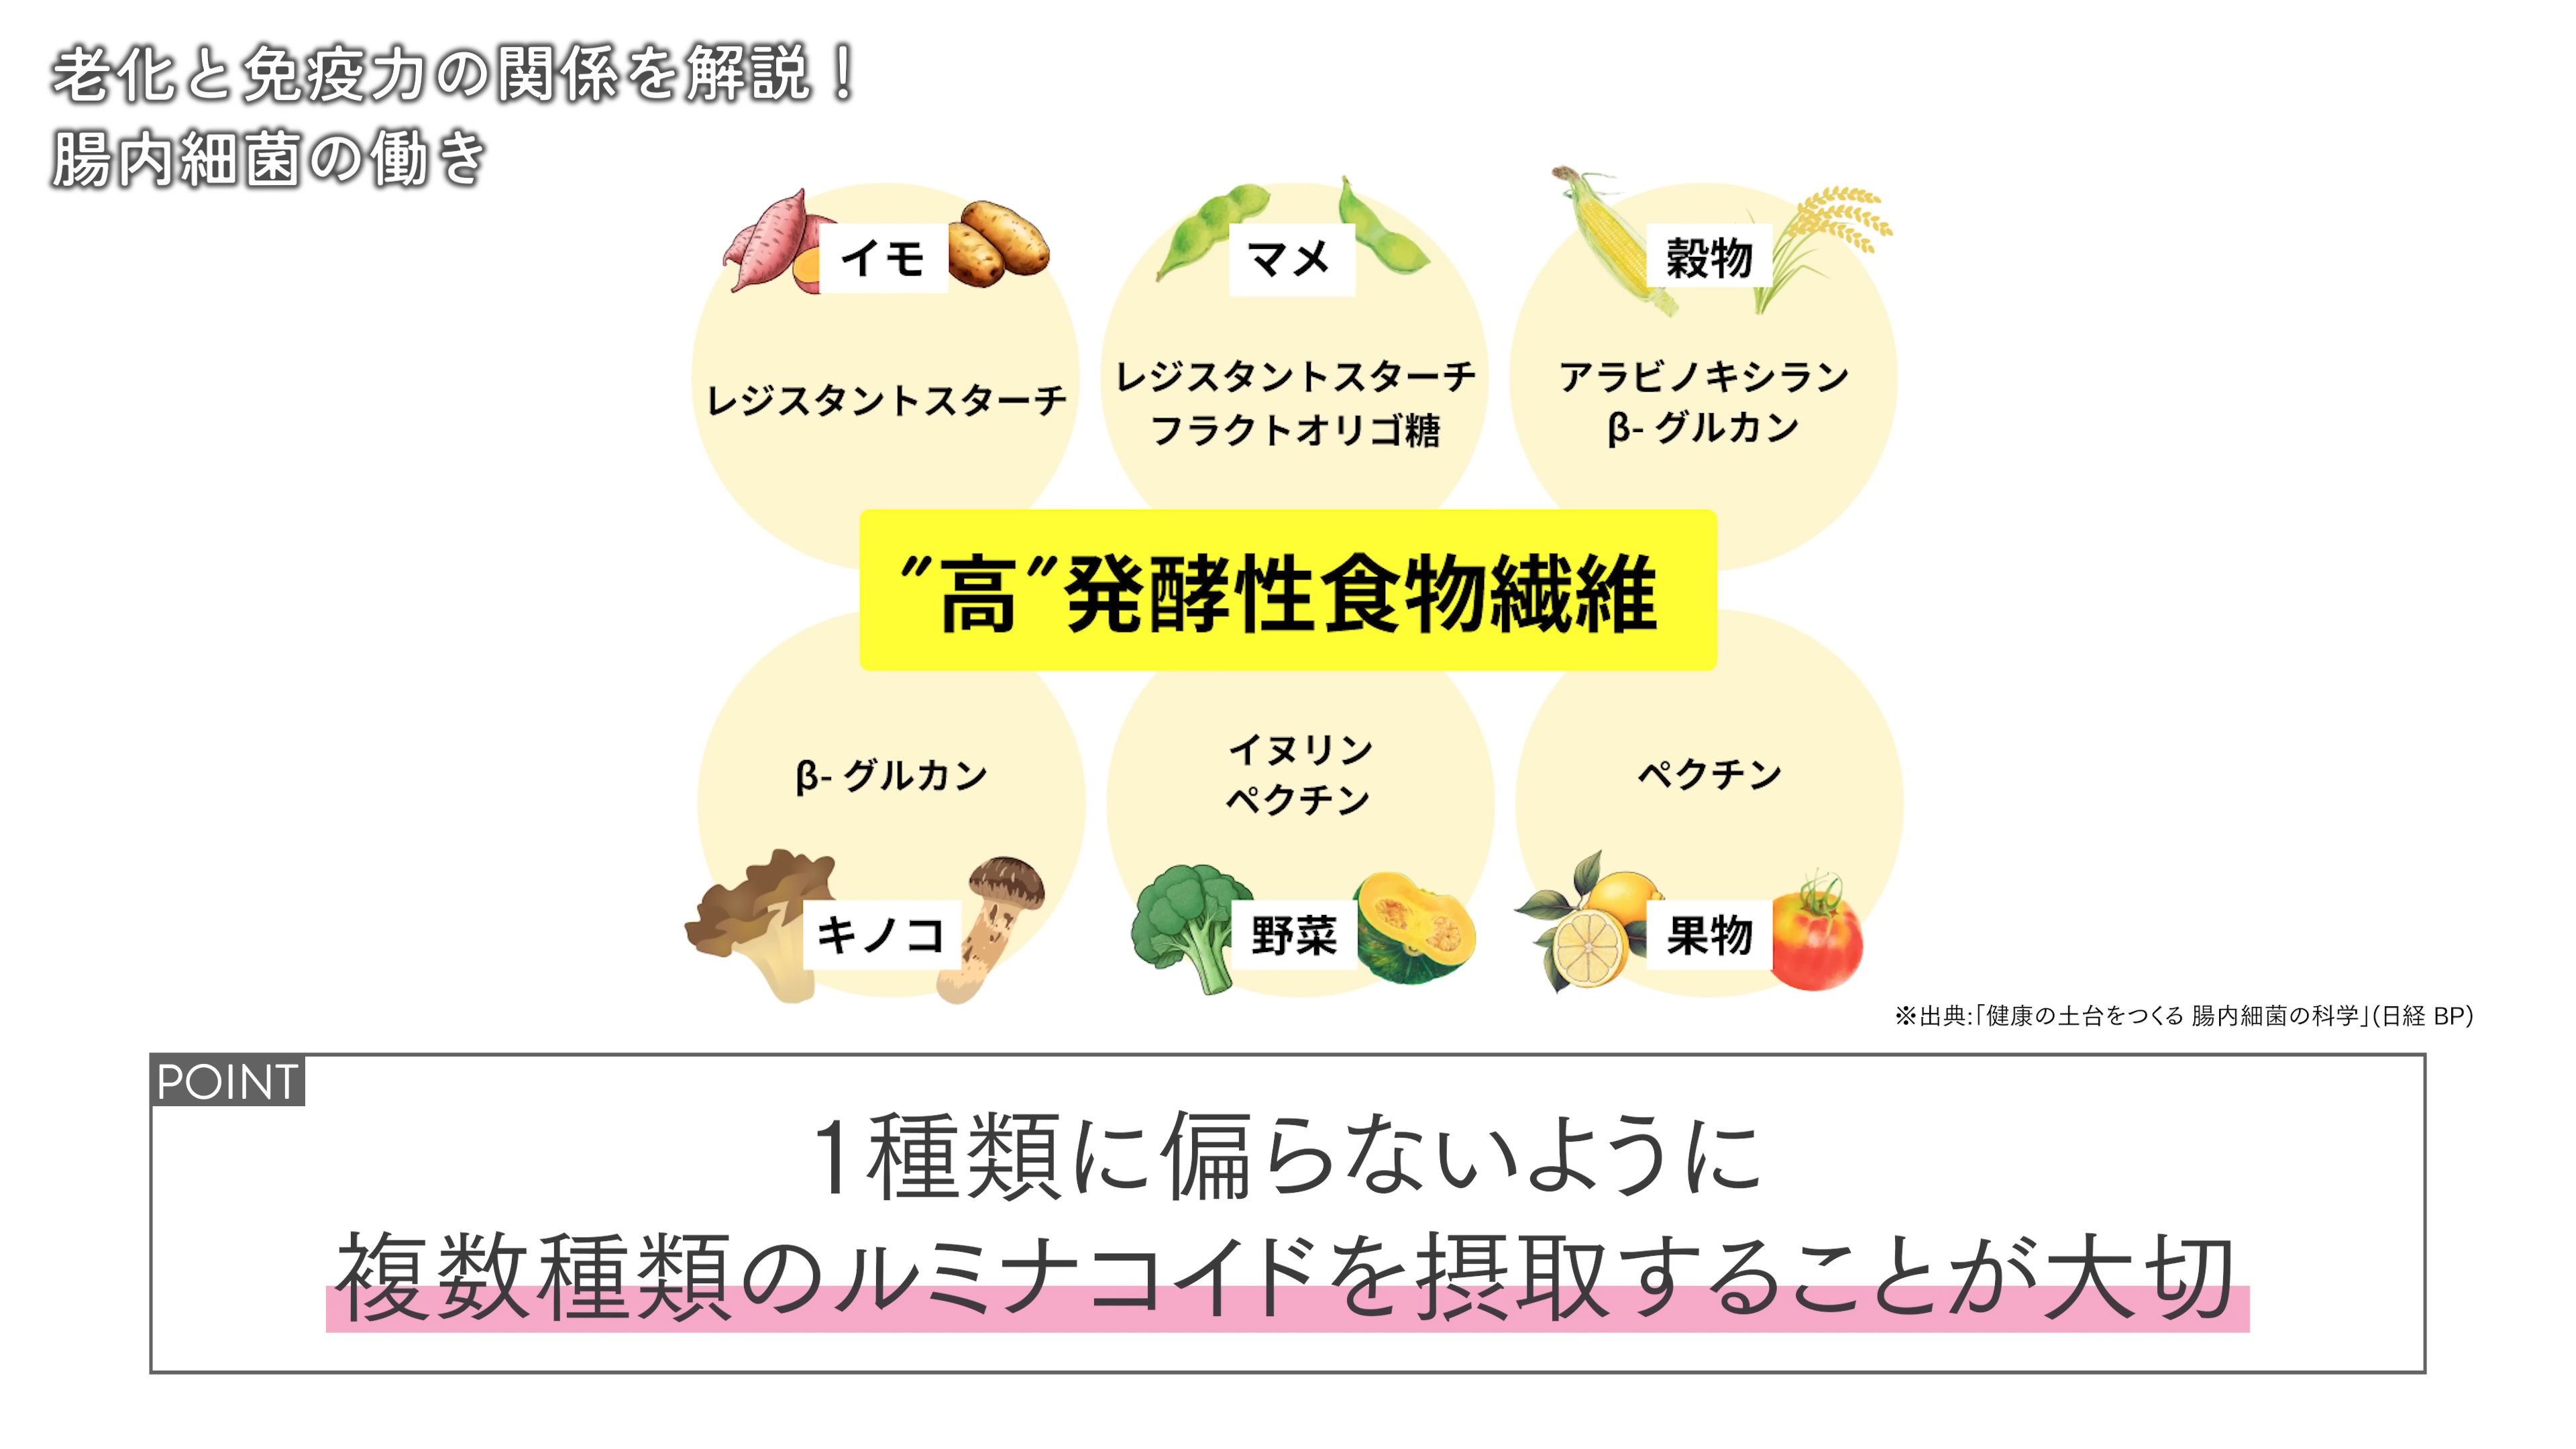 老化と免疫力の関係を解説！
腸内細菌の働き
イモ
マメ
穀物
レジスタントスターチ
レジスタントスターチ
フラクトオリゴ糖
アラビノキシラン
β-グルカン
〃高〃発酵性食物繊維
β-グルカン
イヌリン
ペクチン
ペクチン
キノコ
野菜
果物
※出典：「健康の土台をつくる 腸内細菌の科学」（日経 BP）
POINT
1種類に偏らないように
複数種類のルミナコイドを摂取することが大切